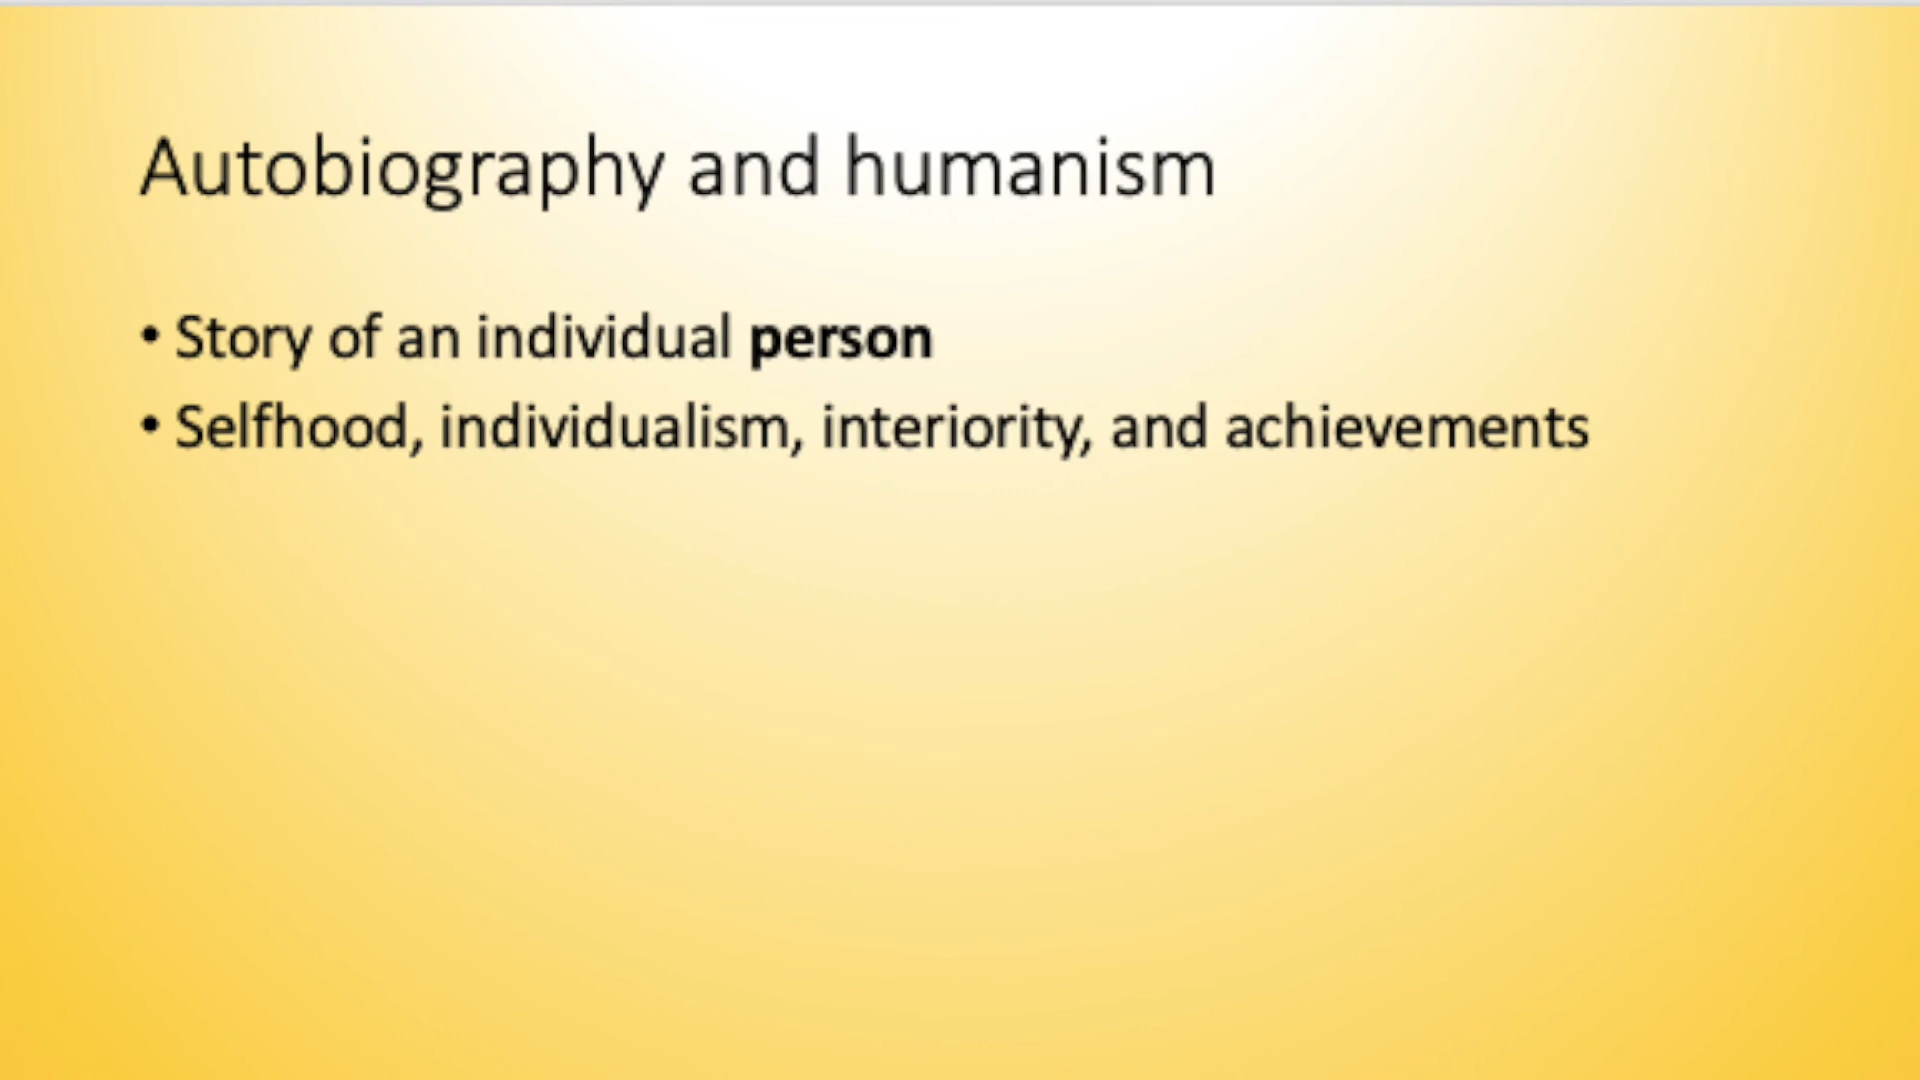 Autobiography and humanism
• Story of an individual person
• Selfhood, individualism, interiority, and achievements